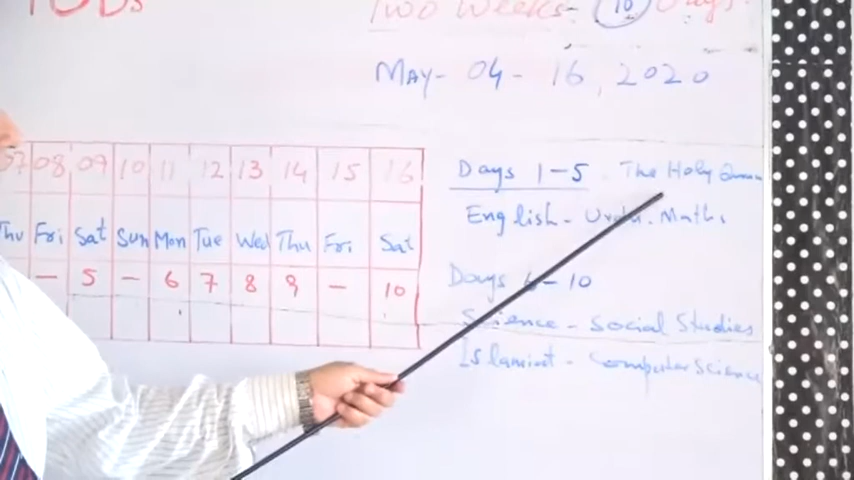 Two Weeks- 10 Days.
MAY- 04 - 16, 2020
07 08 09 10 11 12 13 14 15 16
Thu Fri Sat Sun Mon Tue Wed Thu Fri Sat
- 5 - 6 7 8 9 - 10
Days 1-5 The Holy Quran
English - Urdu. Maths
Days 6-10
Science - Social Studies
Islamiat - Computer Science